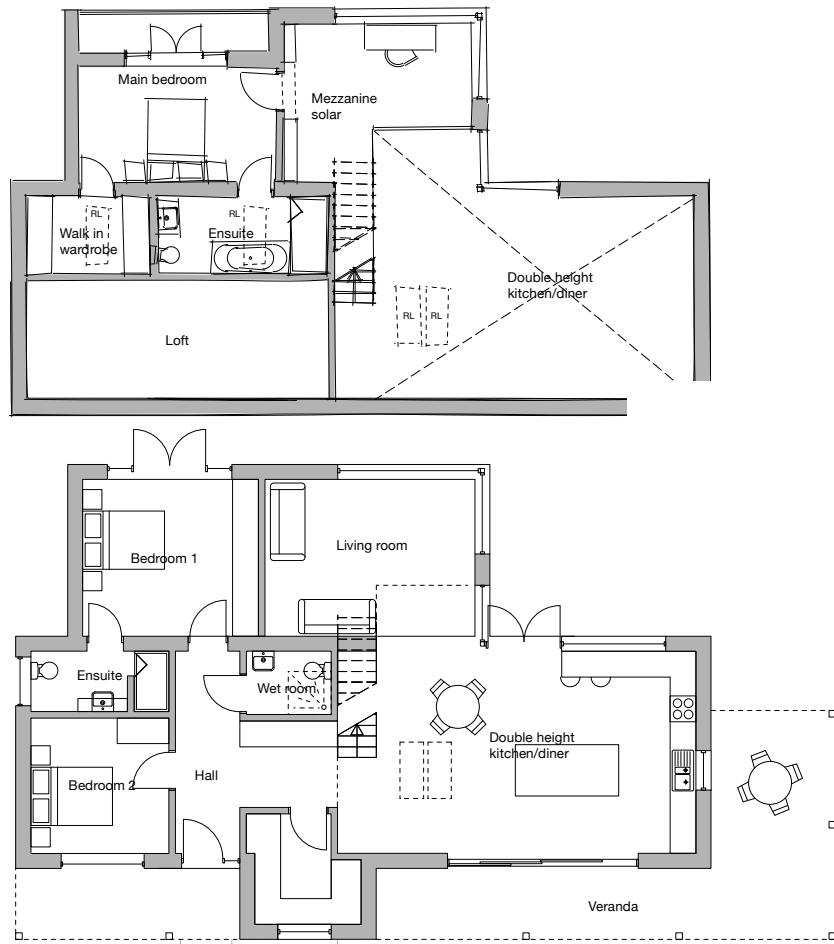 Main bedroom
Mezzanine
solar
RL
Walk in
wardrobe
RL
Ensuite
Double height
kitchen/diner
RL
RL
Loft
Bedroom 1
Living room
Ensuite
Wet room
Double height
kitchen/diner
Bedroom 2
Hall
Veranda